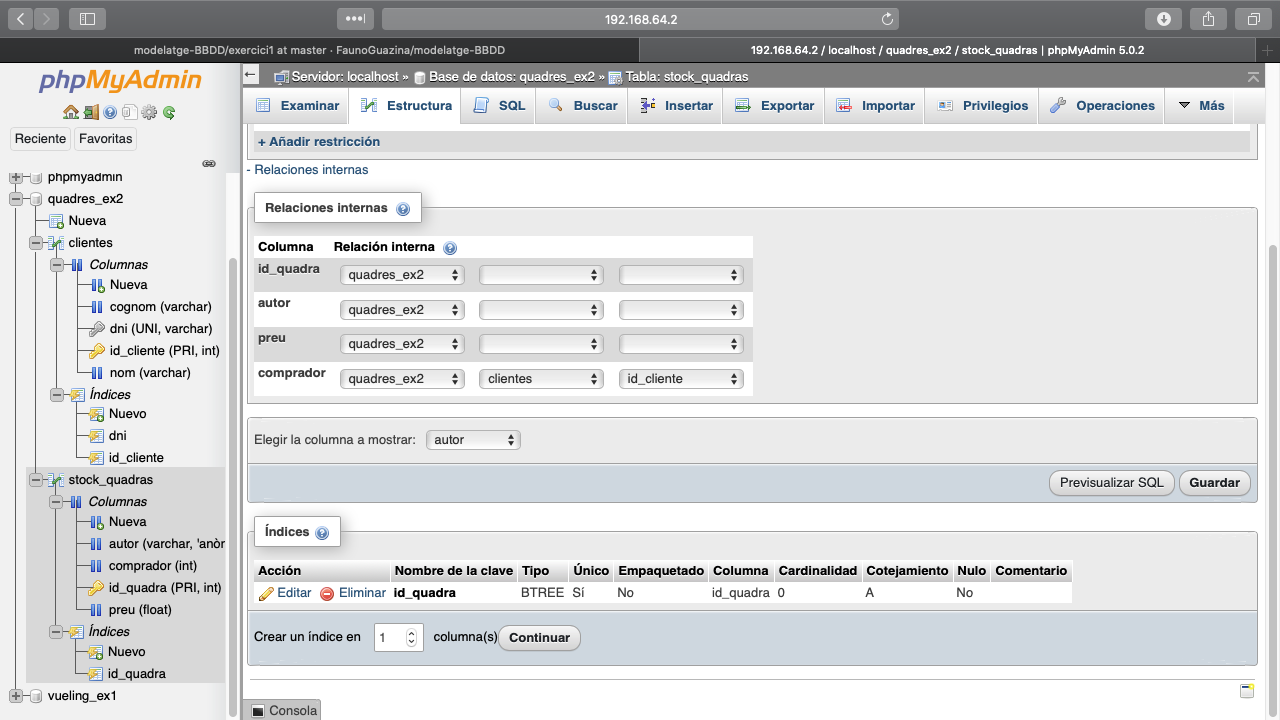 192.168.64.2
modelatge-BBDD/exercici1 at master · FaunoGuazina/modelatge-BBDD
192.168.64.2 / localhost / quadres_ex2 / stock_quadras | phpMyAdmin 5.0.2
phpMyAdmin
Reciente Favoritas
phpmyadmin
quadres_ex2
Nueva
clientes
Columnas
Nueva
cognom (varchar)
dni (UNI, varchar)
id_cliente (PRI, int)
nom (varchar)
Índices
Nuevo
dni
id_cliente
stock_quadras
Columnas
Nueva
autor (varchar, 'anòn
comprador (int)
id_quadra (PRI, int)
preu (float)
Índices
Nuevo
id_quadra
vueling_ex1
Servidor: localhost » Base de datos: quadres_ex2 » Tabla: stock_quadras
Examinar Estructura SQL Buscar Insertar Exportar Importar Privilegios Operaciones Más
+ Añadir restricción
- Relaciones internas
Relaciones internas
Columna Relación interna
id_quadra quadres_ex2
autor quadres_ex2
preu quadres_ex2
comprador quadres_ex2 clientes id_cliente
Elegir la columna a mostrar: autor
Previsualizar SQL Guardar
Índices
Acción Nombre de la clave Tipo Único Empaquetado Columna Cardinalidad Cotejamiento Nulo Comentario
Editar Eliminar id_quadra BTREE Sí No id_quadra 0 A No
Crear un índice en 1 columna(s) Continuar
Consola